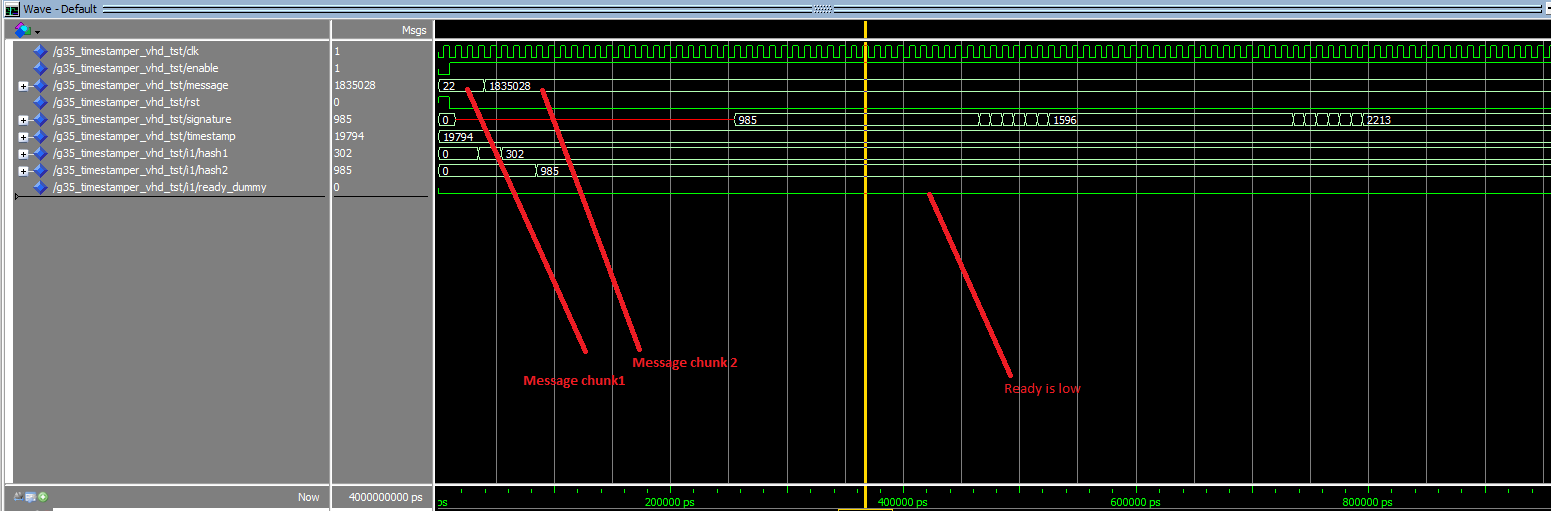 Wave - Default
Msgs
/g35_timestamper_vhd_tst/clk 1
/g35_timestamper_vhd_tst/enable 1
/g35_timestamper_vhd_tst/message 1835028 22 1835028
/g35_timestamper_vhd_tst/rst 0
/g35_timestamper_vhd_tst/signature 985 0 985 1596 2213
/g35_timestamper_vhd_tst/timestamp 19794 19794
/g35_timestamper_vhd_tst/i1/hash1 302 0 302
/g35_timestamper_vhd_tst/i1/hash2 985 0 985
/g35_timestamper_vhd_tst/i1/ready_dummy 0
Message chunk 2
Message chunk1
Ready is low
Now 4000000000 ps ps 200000 ps 400000 ps 600000 ps 800000 ps